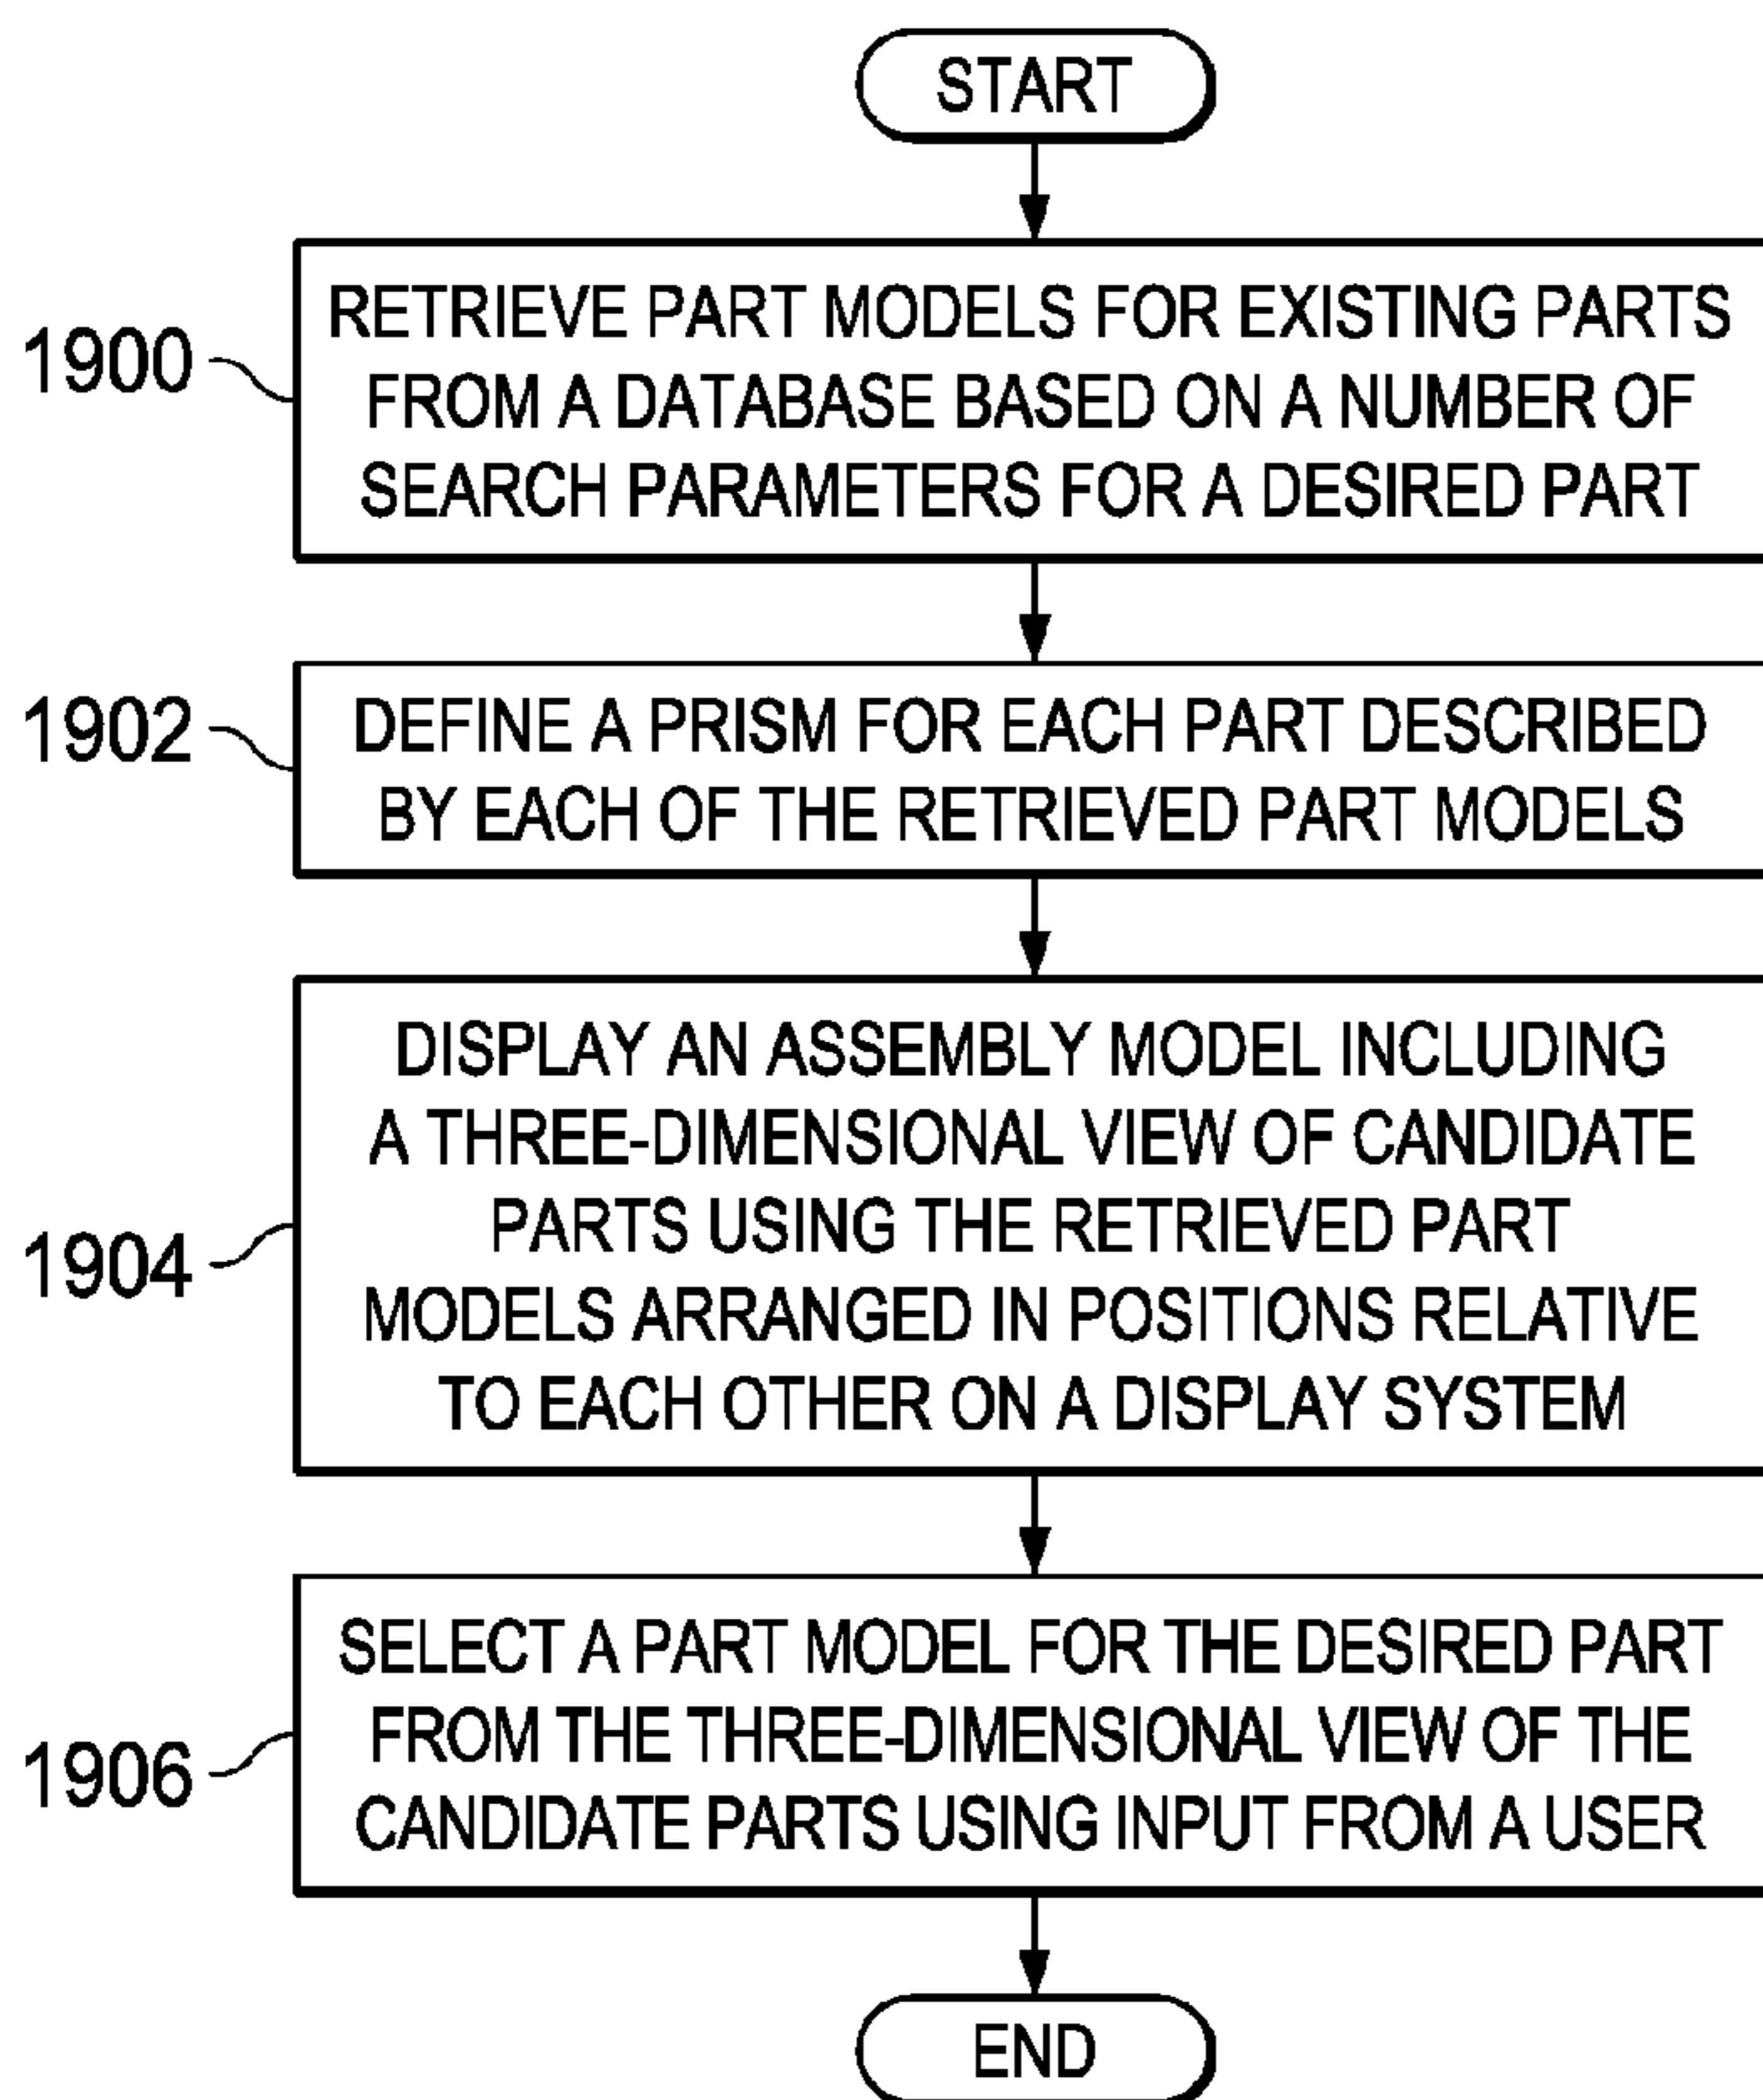 START
1900
RETRIEVE PART MODELS FOR EXISTING PARTS
FROM A DATABASE BASED ON A NUMBER OF
SEARCH PARAMETERS FOR A DESIRED PART
1902
DEFINE A PRISM FOR EACH PART DESCRIBED
BY EACH OF THE RETRIEVED PART MODELS
1904
DISPLAY AN ASSEMBLY MODEL INCLUDING
A THREE-DIMENSIONAL VIEW OF CANDIDATE
PARTS USING THE RETRIEVED PART
MODELS ARRANGED IN POSITIONS RELATIVE
TO EACH OTHER ON A DISPLAY SYSTEM
1906
SELECT A PART MODEL FOR THE DESIRED PART
FROM THE THREE-DIMENSIONAL VIEW OF THE
CANDIDATE PARTS USING INPUT FROM A USER
END